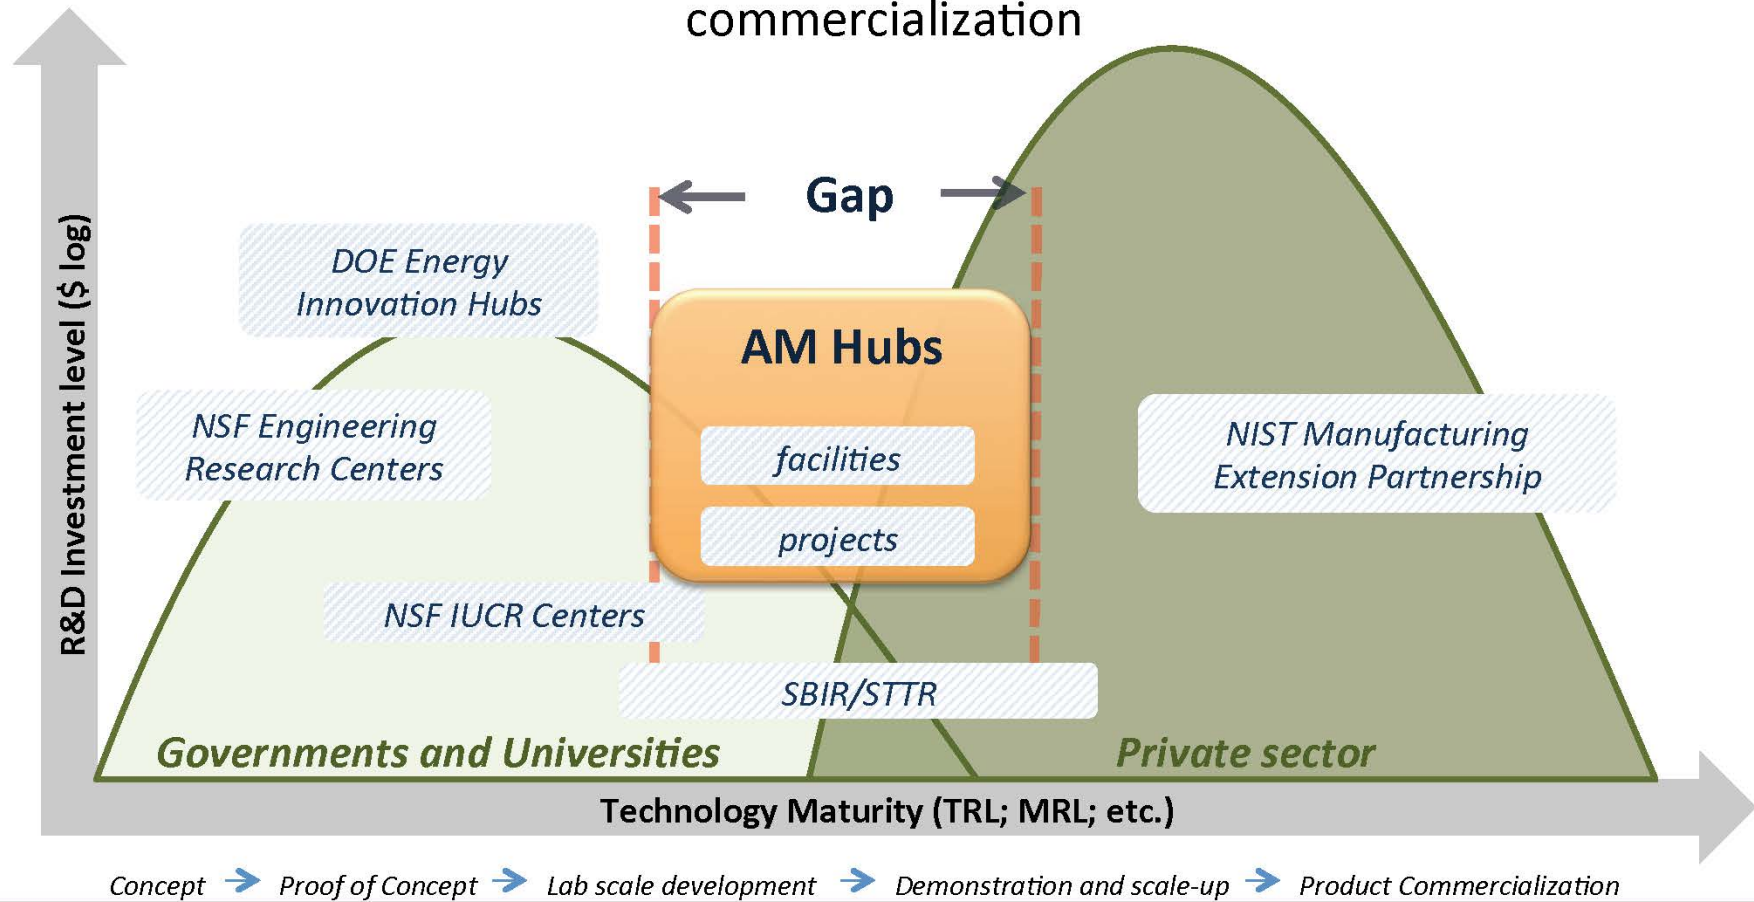 commercialization
Gap
DOE Energy
Innovation Hubs
AM Hubs
NSF Engineering
Research Centers
facilities
NIST Manufacturing
Extension Partnership
projects
NSF IUCR Centers
SBIR/STTR
Governments and Universities
Private sector
R&D Investment level ($ log)
Technology Maturity (TRL; MRL; etc.)
Concept → Proof of Concept → Lab scale development → Demonstration and scale-up → Product Commercialization